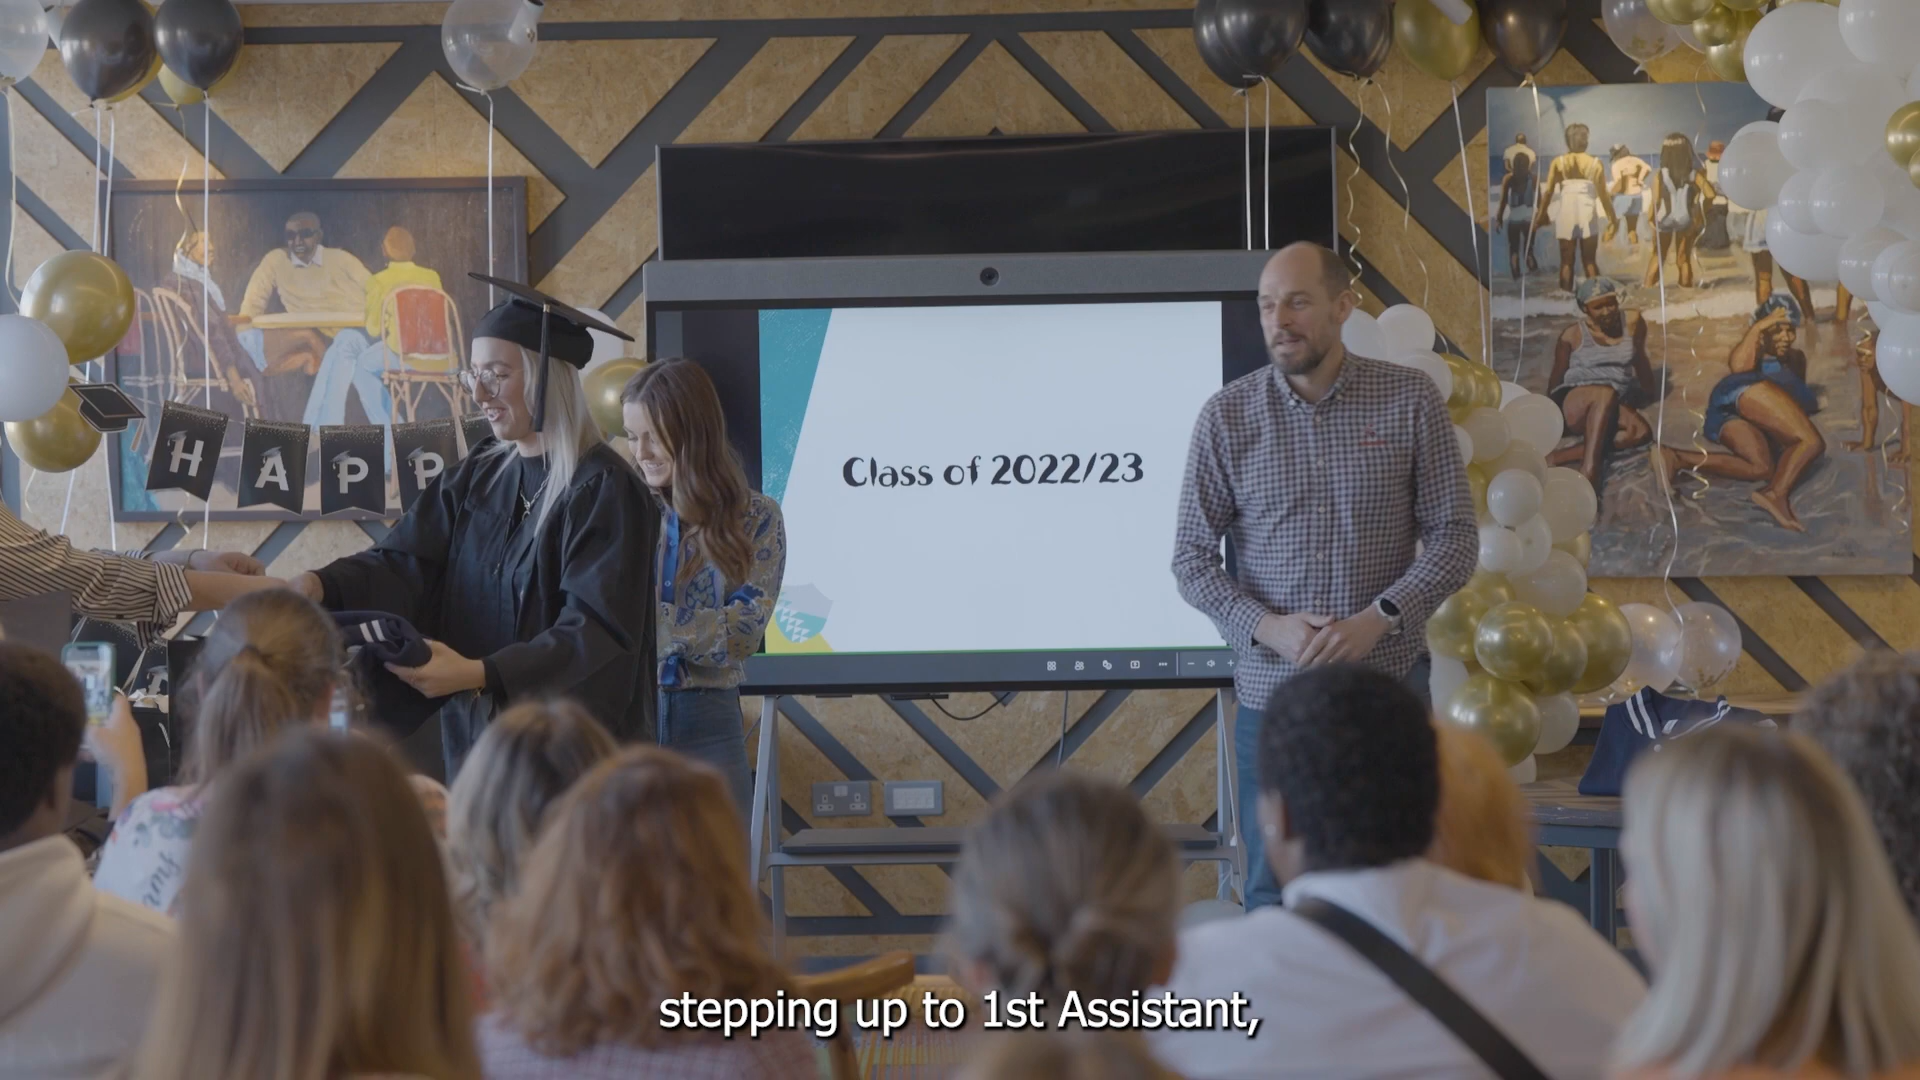 HAPP
Class of 2022/23
stepping up to 1st Assistant,